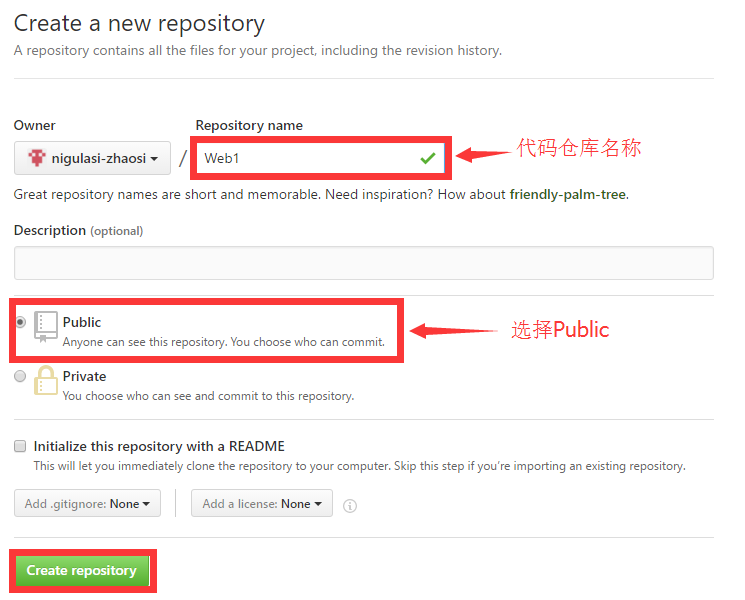 Create a new repository
A repository contains all the files for your project, including the revision history.
Owner
Repository name
nigulasi-zhaosi
/
Web1
代码仓库名称
Great repository names are short and memorable. Need inspiration? How about friendly-palm-tree.
Description (optional)
Public
Anyone can see this repository. You choose who can commit.
选择Public
Private
You choose who can see and commit to this repository.
Initialize this repository with a README
This will let you immediately clone the repository to your computer. Skip this step if you’re importing an existing repository.
Add .gitignore: None
Add a license: None
Create repository